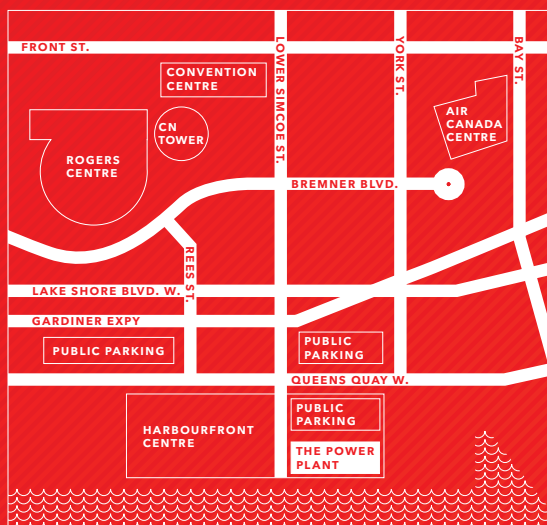 FRONT ST.
LOWER SIMCOE ST.
YORK ST.
BAY ST.
CONVENTION
CENTRE
CN
TOWER
AIR
CANADA
CENTRE
ROGERS
CENTRE
BREMNER BLVD.
REES ST.
LAKE SHORE BLVD. W.
GARDINER EXPY
PUBLIC PARKING
PUBLIC
PARKING
QUEENS QUAY W.
PUBLIC
PARKING
HARBOURFRONT
CENTRE
THE POWER
PLANT